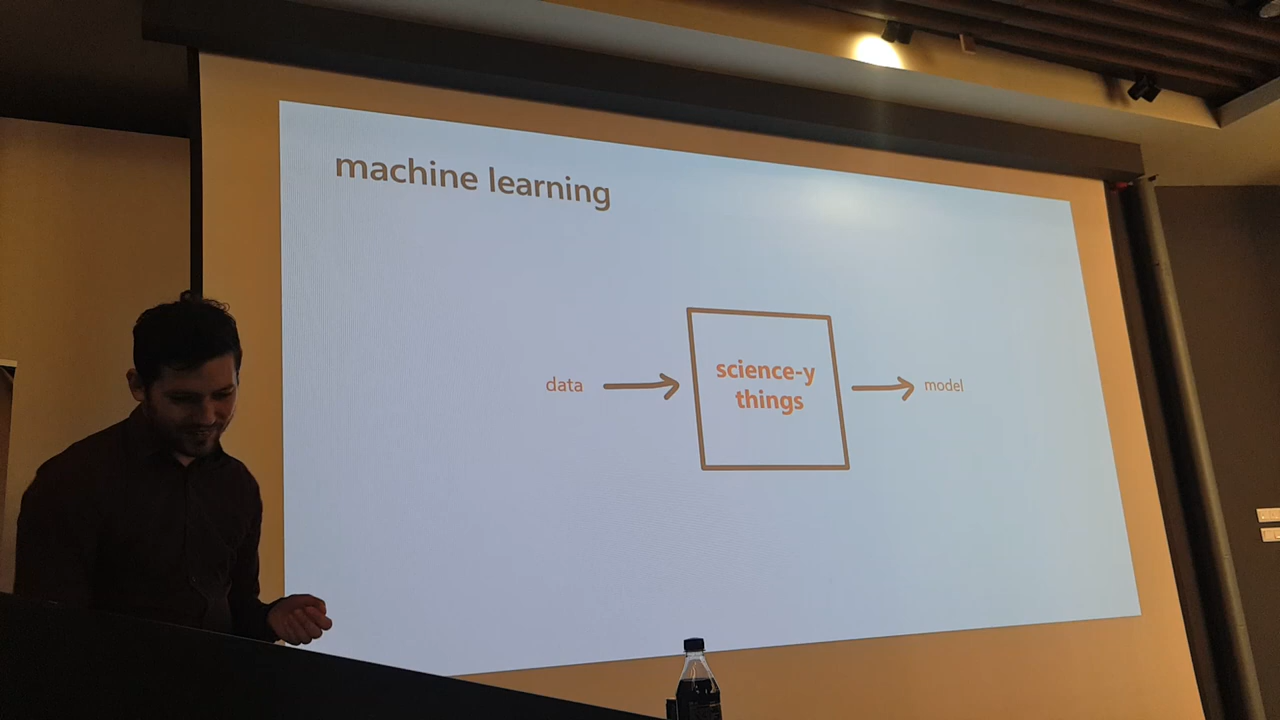 machine learning
data
science-y
things
model